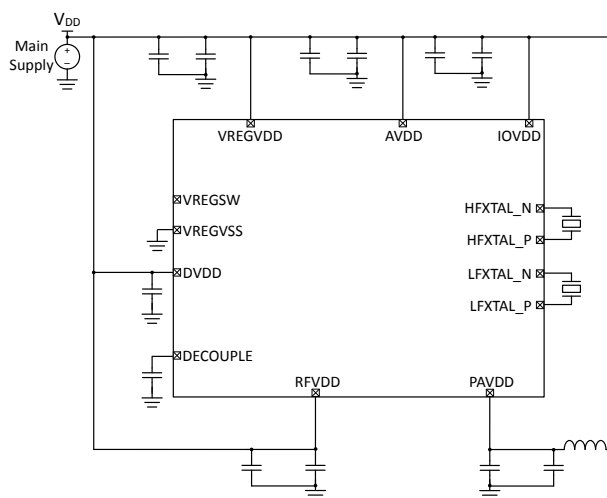 VDD
Main
Supply
+
−
VREGVDD
AVDD
IOVDD
VREGSW
HFXTAL_N
VREGVSS
HFXTAL_P
DVDD
LFXTAL_N
LFXTAL_P
DECOUPLE
RFVDD
PAVDD